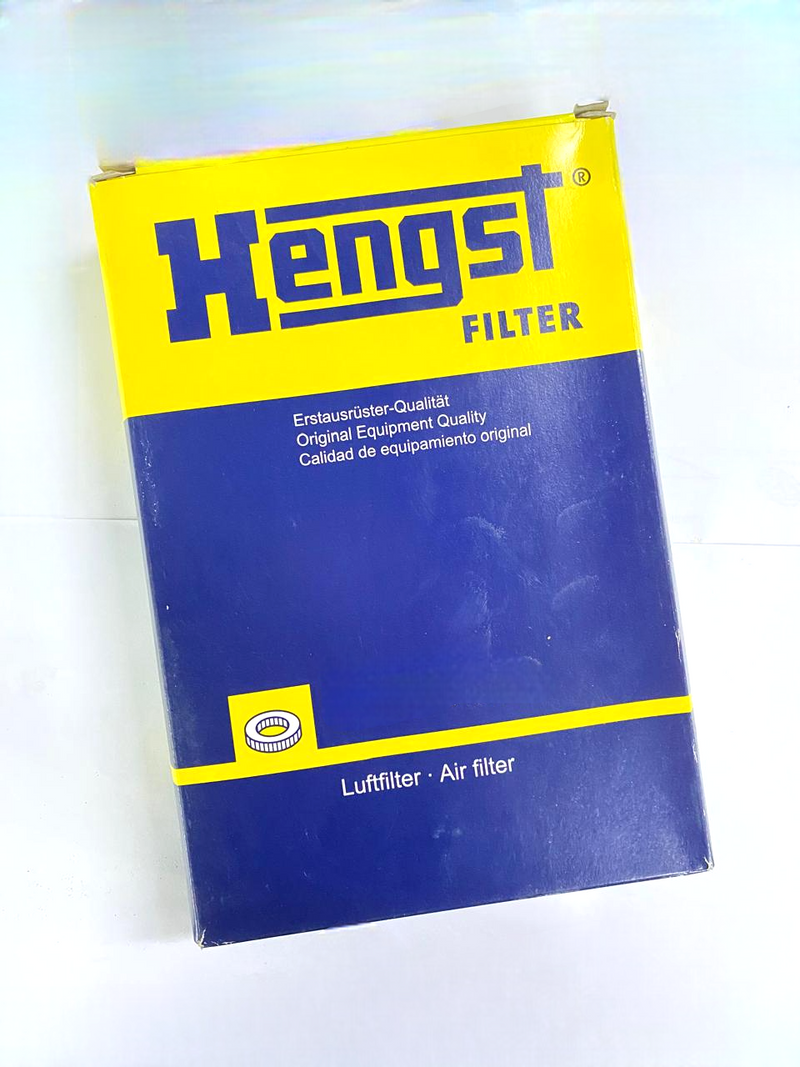 Hengst®
FILTER
Erstausrüster-Qualität
Original Equipment Quality
Calidad de equipamiento original
Luftfilter · Air filter